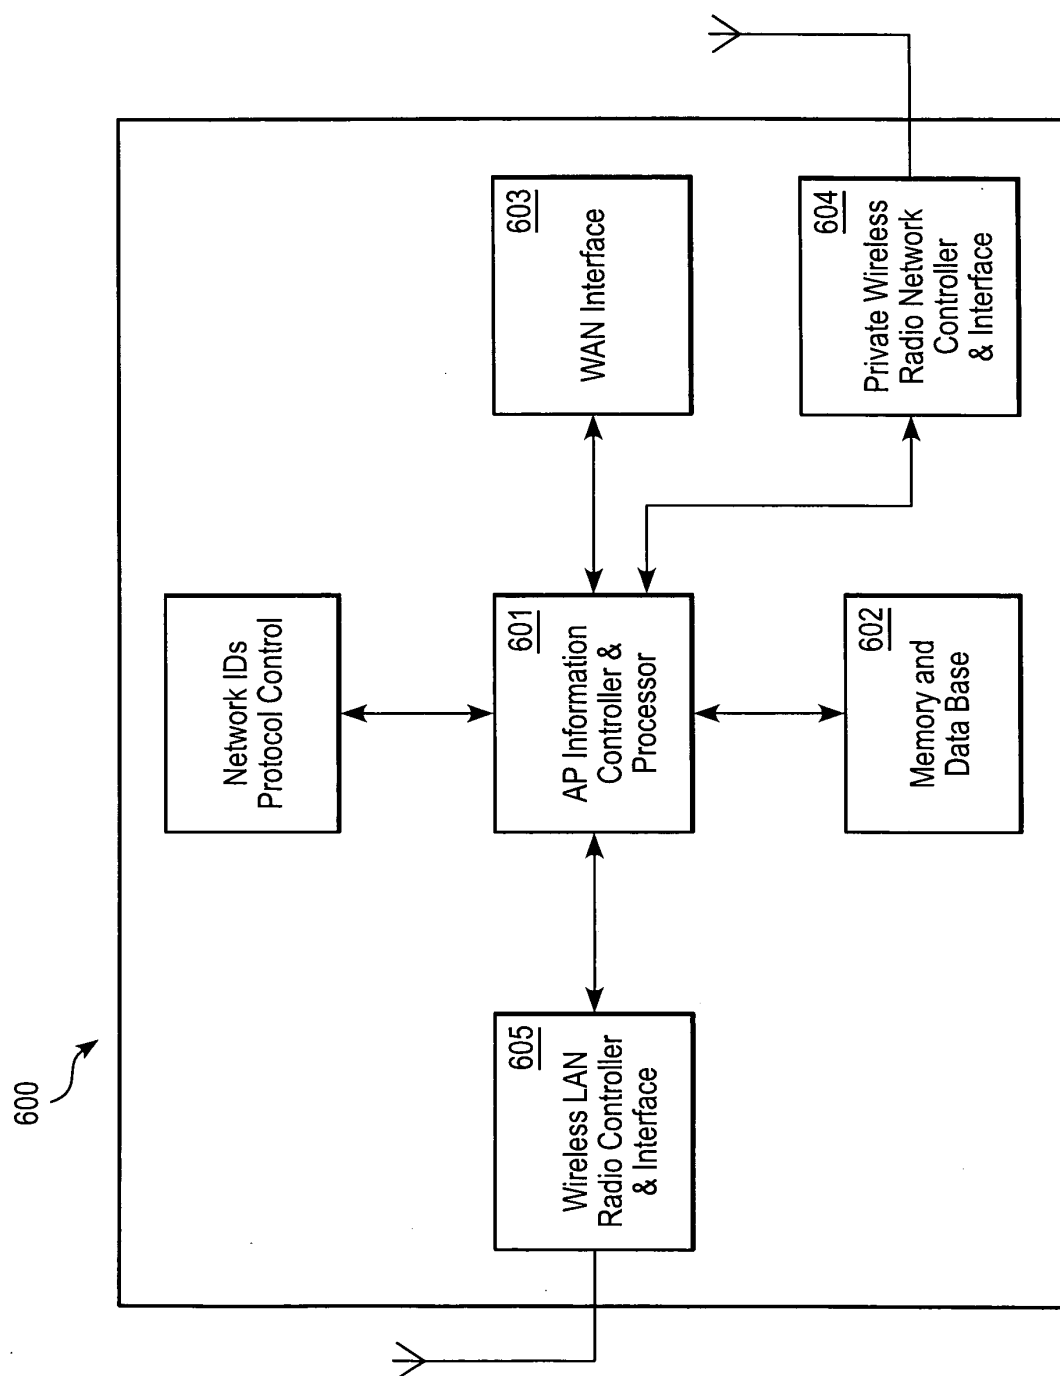 600
Network IDs
Protocol Control
605
Wireless LAN
Radio Controller
& Interface
601
AP Information
Controller &
Processor
603
WAN Interface
602
Memory and
Data Base
604
Private Wireless
Radio Network
Controller
& Interface